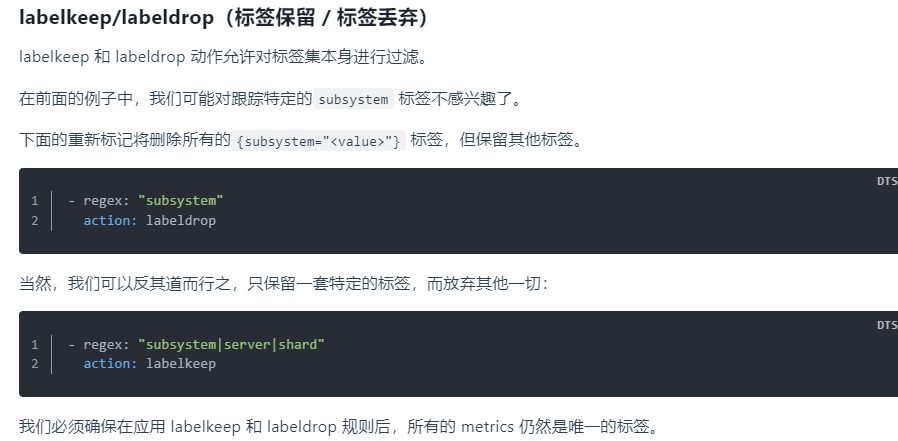 labelkeep/labeldrop（标签保留 / 标签丢弃）
labelkeep 和 labeldrop 动作允许对标签集本身进行过滤。
在前面的例子中，我们可能对跟踪特定的 subsystem 标签不感兴趣了。
下面的重新标记将删除所有的 {subsystem="<value>"} 标签，但保留其他标签。
DTS
1 - regex: "subsystem"
2 action: labeldrop
当然，我们可以反其道而行之，只保留一套特定的标签，而放弃其他一切：
DTS
1 - regex: "subsystem|server|shard"
2 action: labelkeep
我们必须确保在应用 labelkeep 和 labeldrop 规则后，所有的 metrics 仍然是唯一的标签。